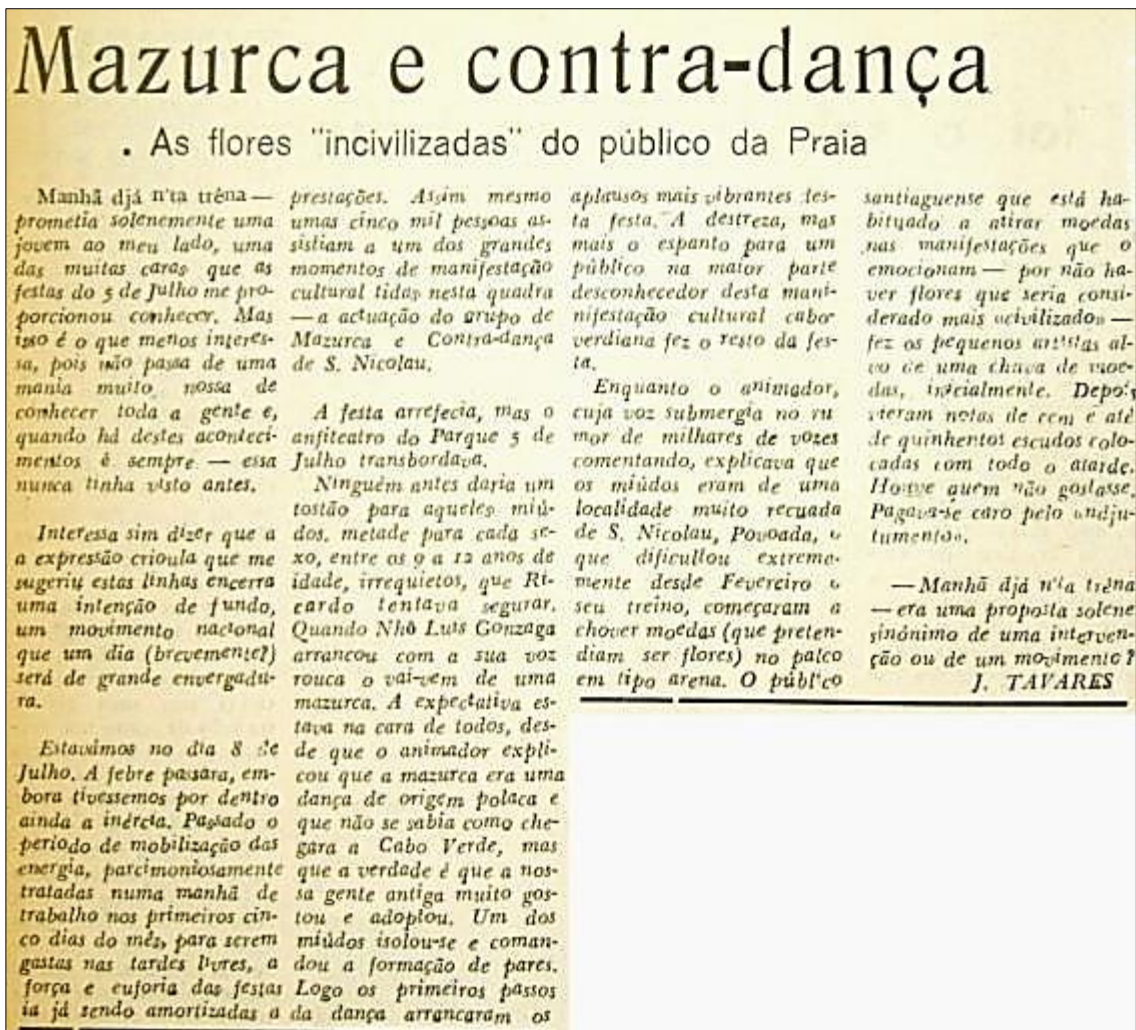 Mazurca e contra-dança
. As flores "incivilizadas" do público da Praia
Manhã djá n'ta trêna —
prometia solenemente uma
jovem ao meu lado, uma
das muitas caras que as
festas do 5 de Julho me pro-
porcionou conhecer. Mas
isso é o que menos interes-
sa, pois não passa de uma
mania muito nossa de
conhecer toda a gente e,
quando há destes aconteci-
mentos é sempre — essa
nunca tinha visto antes.
Interessa sim dizer que a
a expressão crioula que me
sugeriu estas linhas encerra
uma intenção de fundo,
um movimento nacional
que um dia (brevemente?)
será de grande envergadu-
ra.
Estavámos no dia 8 de
Julho. A febre passara, em-
bora tivessemos por dentro
ainda a inércia. Passado o
período de mobilização das
energia, parcimoniosamente
tratadas numa manhã de
trabalho nos primeiros cin-
co dias do mês, para serem
gastas nas tardes livres, a
força e euforia das festas
ia já sendo amortizadas a
prestações. Assim mesmo
umas cinco mil pessoas as-
sistiam a um dos grandes
momentos de manifestação
cultural tidas nesta quadra
— a actuação do grupo de
Mazurca e Contra-dança
de S. Nicolau.
A festa arrefecia, mas o
anfiteatro do Parque 5 de
Julho transbordava.
Ninguém antes daria um
tostão para aqueles miú-
dos, metade para cada se-
xo, entre os 9 a 12 anos de
idade, irrequietos, que Ri-
cardo tentava segurar.
Quando Nhô Luís Gonzaga
arrancou com a sua voz
rouca o vai-vem de uma
mazurca. A expectativa es-
tava na cara de todos, des-
de que o animador expli-
cou que a mazurca era uma
dança de origem polaca e
que não se sabia como che-
gara a Cabo Verde, mas
que a verdade é que a nos-
sa gente antiga muito gos-
tou e adoptou. Um dos
miúdos isolou-se e coman-
dou a formação de pares.
Logo os primeiros passos
da dança arrancaram os
aplausos mais vibrantes des-
ta festa. A destreza, mas
mais o espanto para um
público na maior parte
desconhecedor desta mani-
nifestação cultural cabo-
verdiana fez o resto da fes-
ta.
Enquanto o animador,
cuja voz submergia no ru
mor de milhares de vozes
comentando, explicava que
os miúdos eram de uma
localidade muito recuada
de S. Nicolau, Povoada, o
que dificultou extrema-
mente desde Fevereiro o
seu treino, começaram a
chover moedas (que preten-
diam ser flores) no palco
em tipo arena. O público
santiaguense que está ha-
bituado a atirar moedas
nas manifestações que o
emocionam — por não ha-
ver flores que seria consi-
derado mais «civilizado» —
fez os pequenos artistas al-
vo de uma chuva de moe-
das, inicialmente. Depois
vieram notas de cem e até
de quinhentos escudos colo-
cadas com todo o alarde.
Houve quem não gostasse.
Pagava-se caro pelo «ndju-
tumento».
— Manhã djá n'ta trêna
— era uma proposta solene
sinónimo de uma interven-
ção ou de um movimento?
J. TAVARES